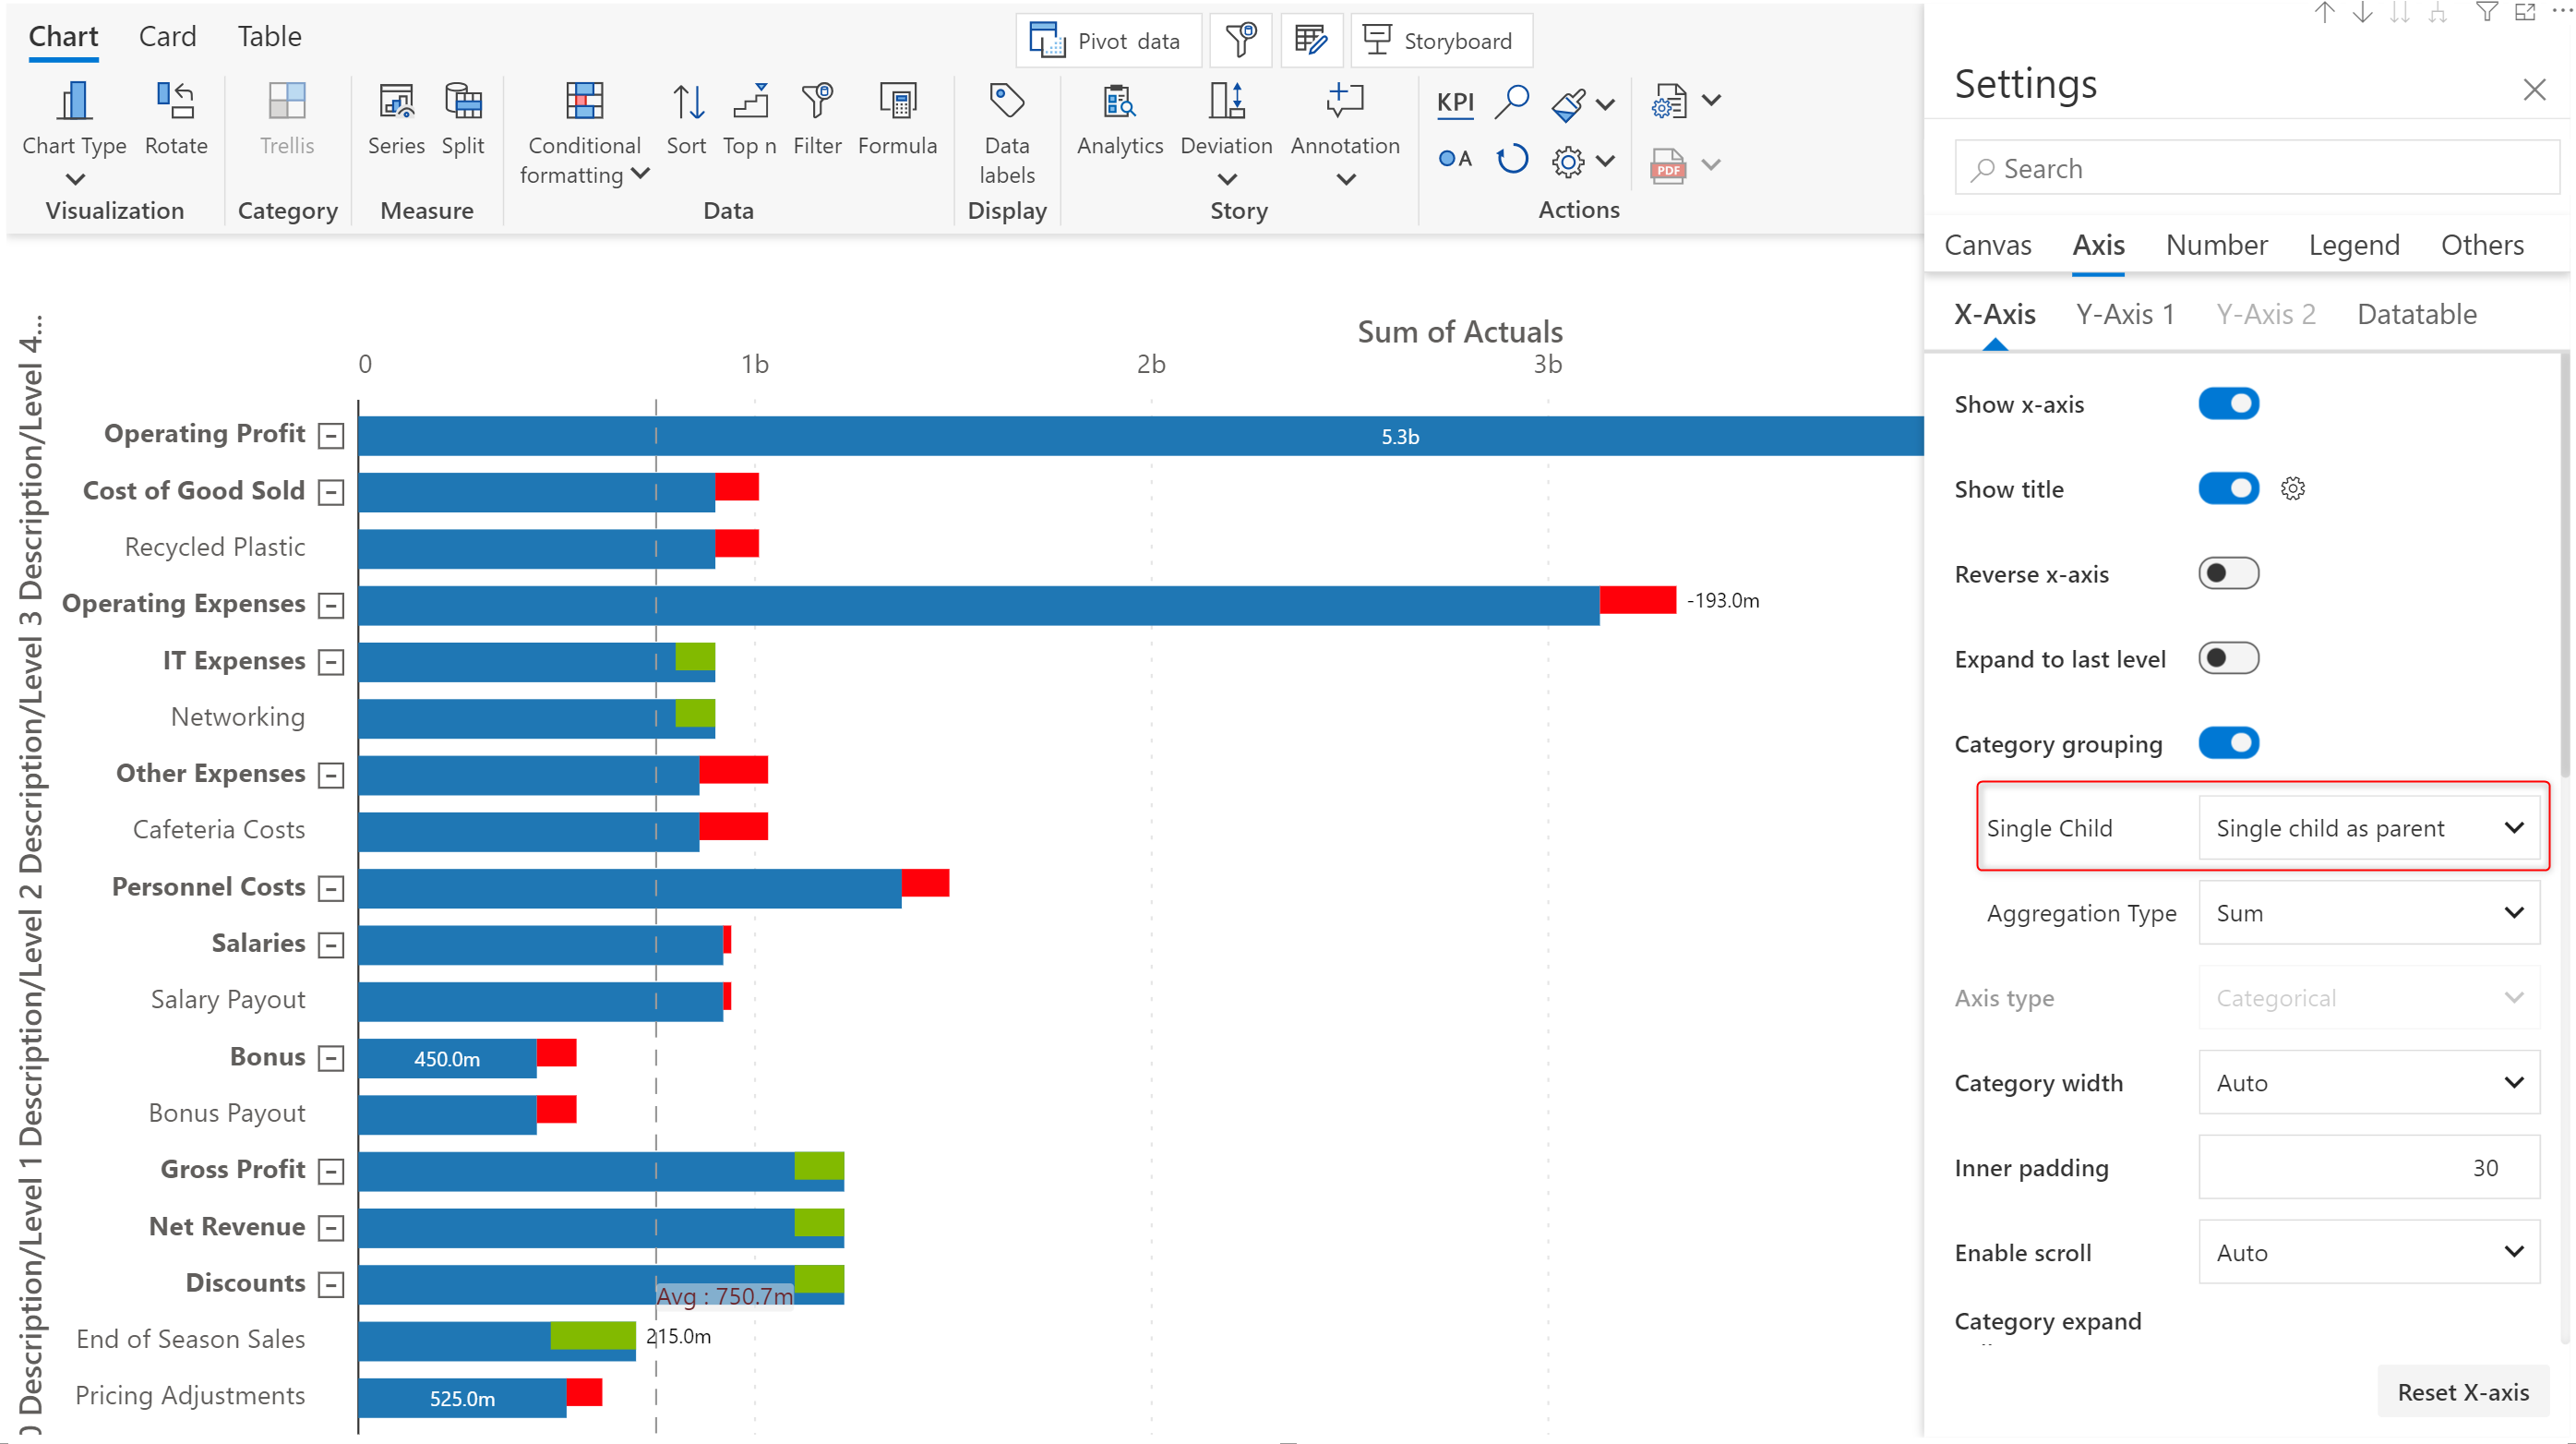 Chart Card Table
Pivot data
Storyboard
Chart Type
Rotate
Visualization
Trellis
Category
Series
Split
Measure
Conditional
formatting
Sort
Top n
Filter
Formula
Data
Data
labels
Display
Analytics
Deviation
Annotation
Story
KPI
A
PDF
Actions
Sum of Actuals
0 1b 2b 3b
Description/Level 1 Description/Level 2 Description/Level 3 Description/Level 4...
Operating Profit
5.3b
Cost of Good Sold
Recycled Plastic
Operating Expenses
-193.0m
IT Expenses
Networking
Other Expenses
Cafeteria Costs
Personnel Costs
Salaries
Salary Payout
Bonus
450.0m
Bonus Payout
Gross Profit
Net Revenue
Discounts
Avg : 750.7m
End of Season Sales
215.0m
Pricing Adjustments
525.0m
Settings
Search
Canvas Axis Number Legend Others
X-Axis Y-Axis 1 Y-Axis 2 Datatable
Show x-axis
Show title
Reverse x-axis
Expand to last level
Category grouping
Single Child Single child as parent
Aggregation Type Sum
Axis type Categorical
Category width Auto
Inner padding 30
Enable scroll Auto
Category expand
Reset X-axis